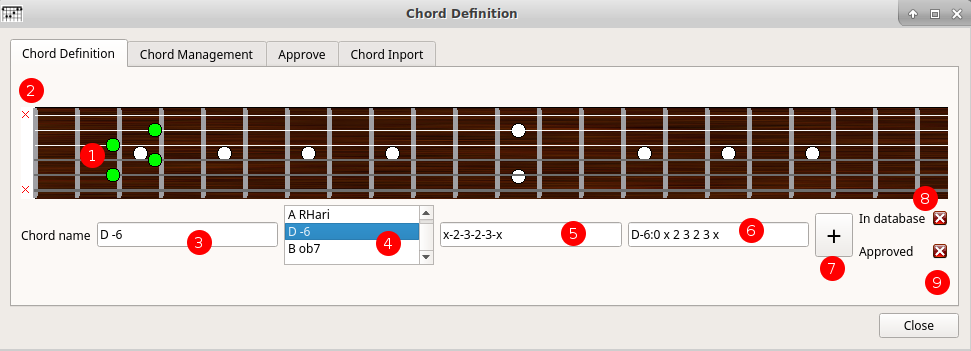 Chord Definition
Chord Definition Chord Management Approve Chord Inport
2
×
1
×
8
A RHari
In database
Chord name D -6 D -6 x-2-3-2-3-x D-6:0 x 2 3 2 3 x +
3 4 5 6
B ob7
Approved
7
9
Close